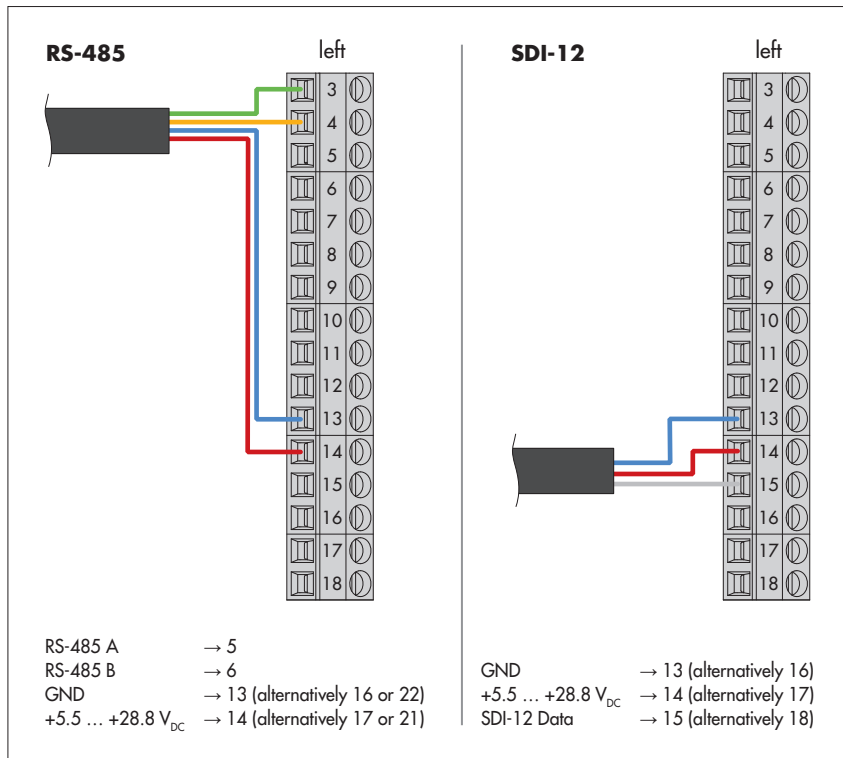 RS-485
left
3
4
5
6
7
8
9
10
11
12
13
14
15
16
17
18
RS-485 A → 5
RS-485 B → 6
GND → 13 (alternatively 16 or 22)
+5.5 ... +28.8 V DC → 14 (alternatively 17 or 21)
SDI-12
left
3
4
5
6
7
8
9
10
11
12
13
14
15
16
17
18
GND → 13 (alternatively 16)
+5.5 ... +28.8 V DC → 14 (alternatively 17)
SDI-12 Data → 15 (alternatively 18)